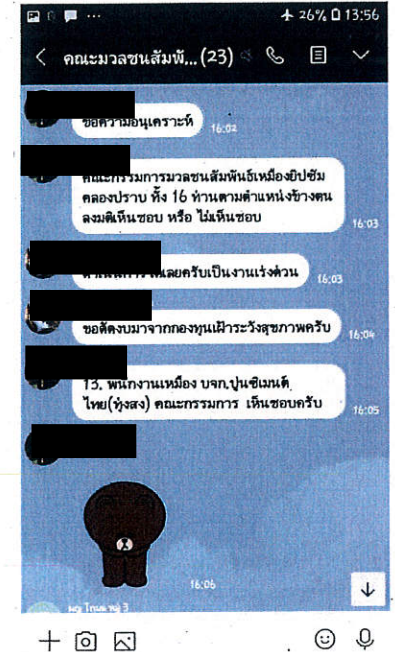 26% 13:56
คณะมวลชนสัมพั... (23)
ขอความอนุเคราะห์
16:02
คณะกรรมการมวลชนสัมพันธ์เหมืองยิปซัม
คลองปราบ ทั้ง 16 ท่านตามตำแหน่งข้างตน
ลงมติเห็นชอบ หรือ ไม่เห็นชอบ
16:03
ได้เลยครับเป็นงานเร่งด่วน
16:03
ขอตัดงบมาจากกองทุนเฝ้าระวังสุขภาพครับ
16:04
13. พนักงานเหมือง บจก.ปูนซิเมนต์
ไทย(ทุ่งสง) คณะกรรมการ เห็นชอบครับ
16:05
16:06